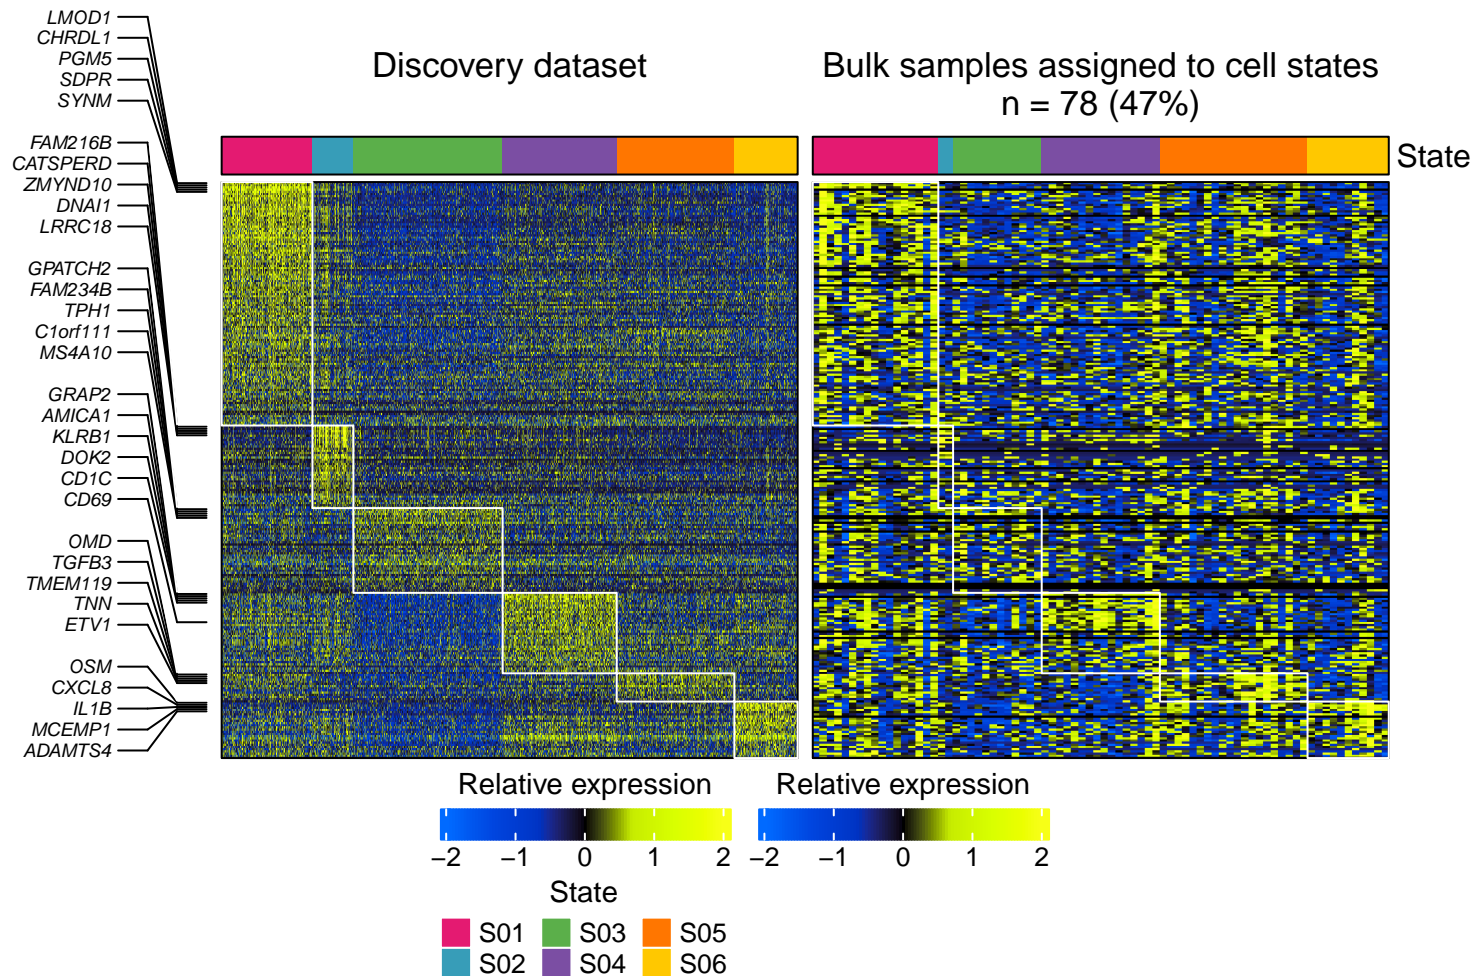 LMOD1
CHRDL1
PGM5
SDPR
SYNM
FAM216B
CATSPERD
ZMYND10
DNAI1
LRRC18
GPATCH2
FAM234B
TPH1
C1orf111
MS4A10
GRAP2
AMICA1
KLRB1
DOK2
CD1C
CD69
OMD
TGFB3
TMEM119
TNN
ETV1
OSM
CXCL8
IL1B
MCEMP1
ADAMTS4
Discovery dataset
Bulk samples assigned to cell states
n = 78 (47%)
State
Relative expression
−2 −1 0 1 2
Relative expression
−2 −1 0 1 2
State
S01 S03 S05
S02 S04 S06